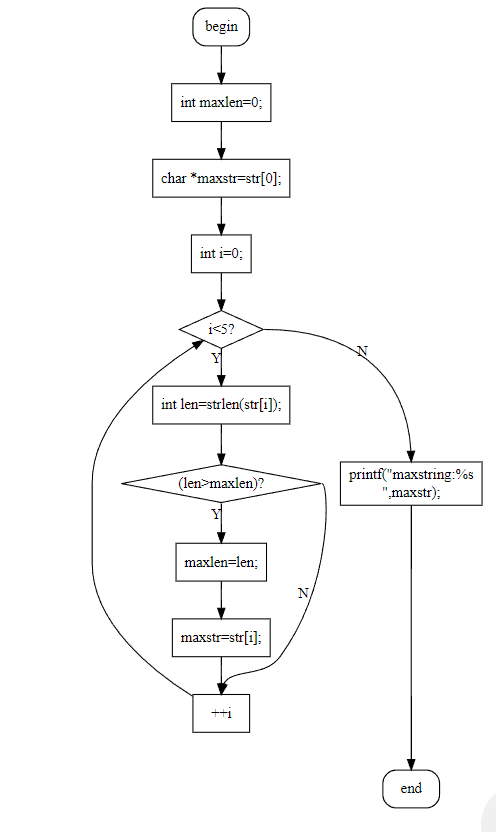 begin
int maxlen=0;
char *maxstr=str[0];
int i=0;
i<5?
Y
N
int len=strlen(str[i]);
(len>maxlen)?
printf("maxstring:%s
",maxstr);
Y
maxlen=len;
N
maxstr=str[i];
++i
end